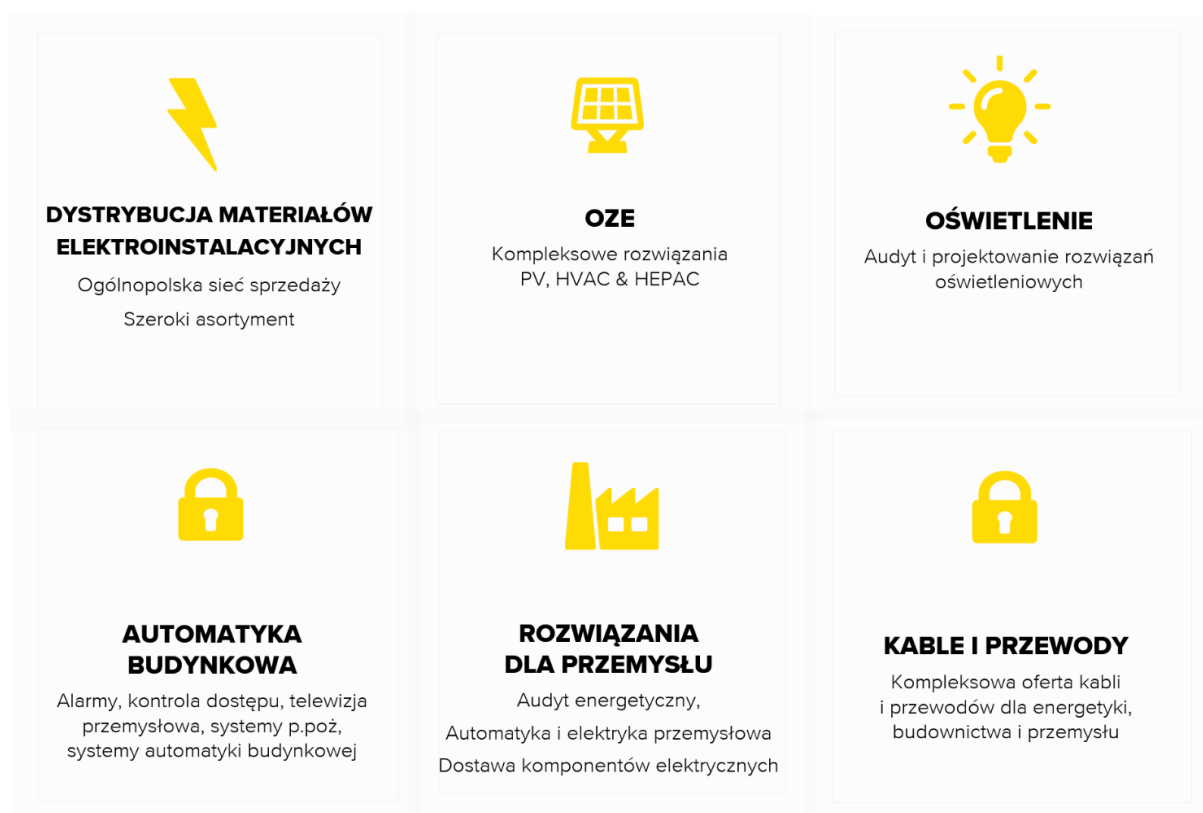 DYSTRYBUCJA MATERIAŁÓW
ELEKTROINSTALACYJNYCH
Ogólnopolska sieć sprzedaży
Szeroki asortyment
OZE
Kompleksowe rozwiązania
PV, HVAC & HEPAC
OŚWIETLENIE
Audyt i projektowanie rozwiązań
oświetleniowych
AUTOMATYKA
BUDYNKOWA
Alarmy, kontrola dostępu, telewizja
przemysłowa, systemy p.poż,
systemy automatyki budynkowej
ROZWIĄZANIA
DLA PRZEMYSŁU
Audyt energetyczny,
Automatyka i elektryka przemysłowa
Dostawa komponentów elektrycznych
KABLE I PRZEWODY
Kompleksowa oferta kabli
i przewodów dla energetyki,
budownictwa i przemysłu